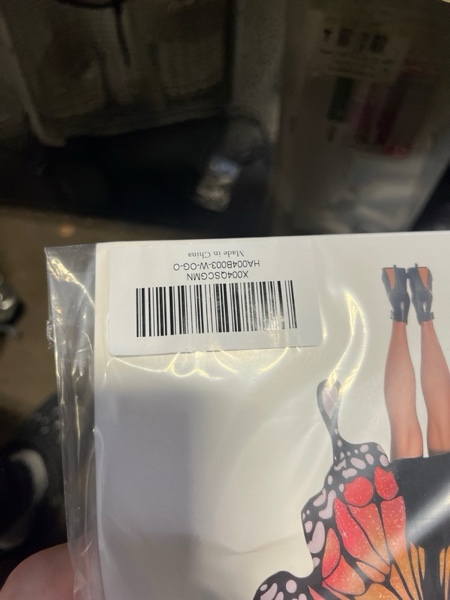 X004QSCGMN
HA004B003-W-OG-O
Made in China